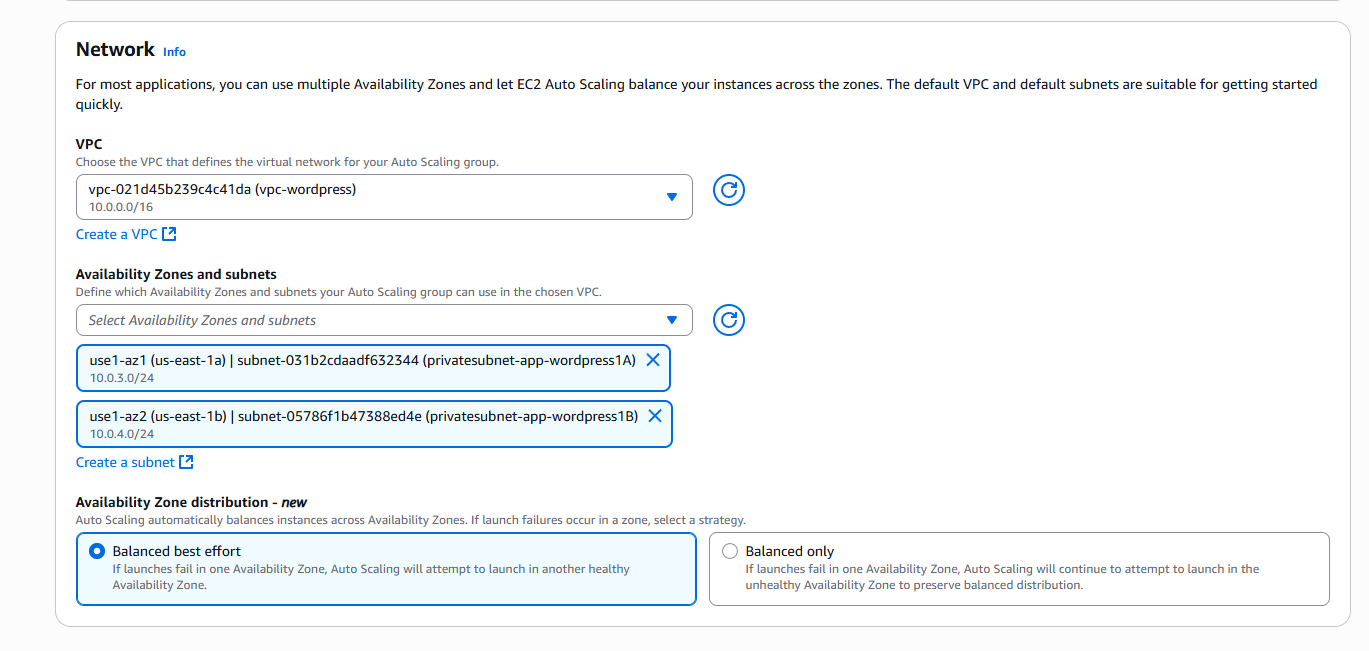 Network Info
For most applications, you can use multiple Availability Zones and let EC2 Auto Scaling balance your instances across the zones. The default VPC and default subnets are suitable for getting started
quickly.
VPC
Choose the VPC that defines the virtual network for your Auto Scaling group.
vpc-021d45b239c4c41da (vpc-wordpress)
10.0.0.0/16
Create a VPC
Availability Zones and subnets
Define which Availability Zones and subnets your Auto Scaling group can use in the chosen VPC.
Select Availability Zones and subnets
use1-az1 (us-east-1a) | subnet-031b2cdaadf632344 (privatesubnet-app-wordpress1A)
10.0.3.0/24
use1-az2 (us-east-1b) | subnet-05786f1b47388ed4e (privatesubnet-app-wordpress1B)
10.0.4.0/24
Create a subnet
Availability Zone distribution - new
Auto Scaling automatically balances instances across Availability Zones. If launch failures occur in a zone, select a strategy.
Balanced best effort
If launches fail in one Availability Zone, Auto Scaling will attempt to launch in another healthy
Availability Zone.
Balanced only
If launches fail in one Availability Zone, Auto Scaling will continue to attempt to launch in the
unhealthy Availability Zone to preserve balanced distribution.